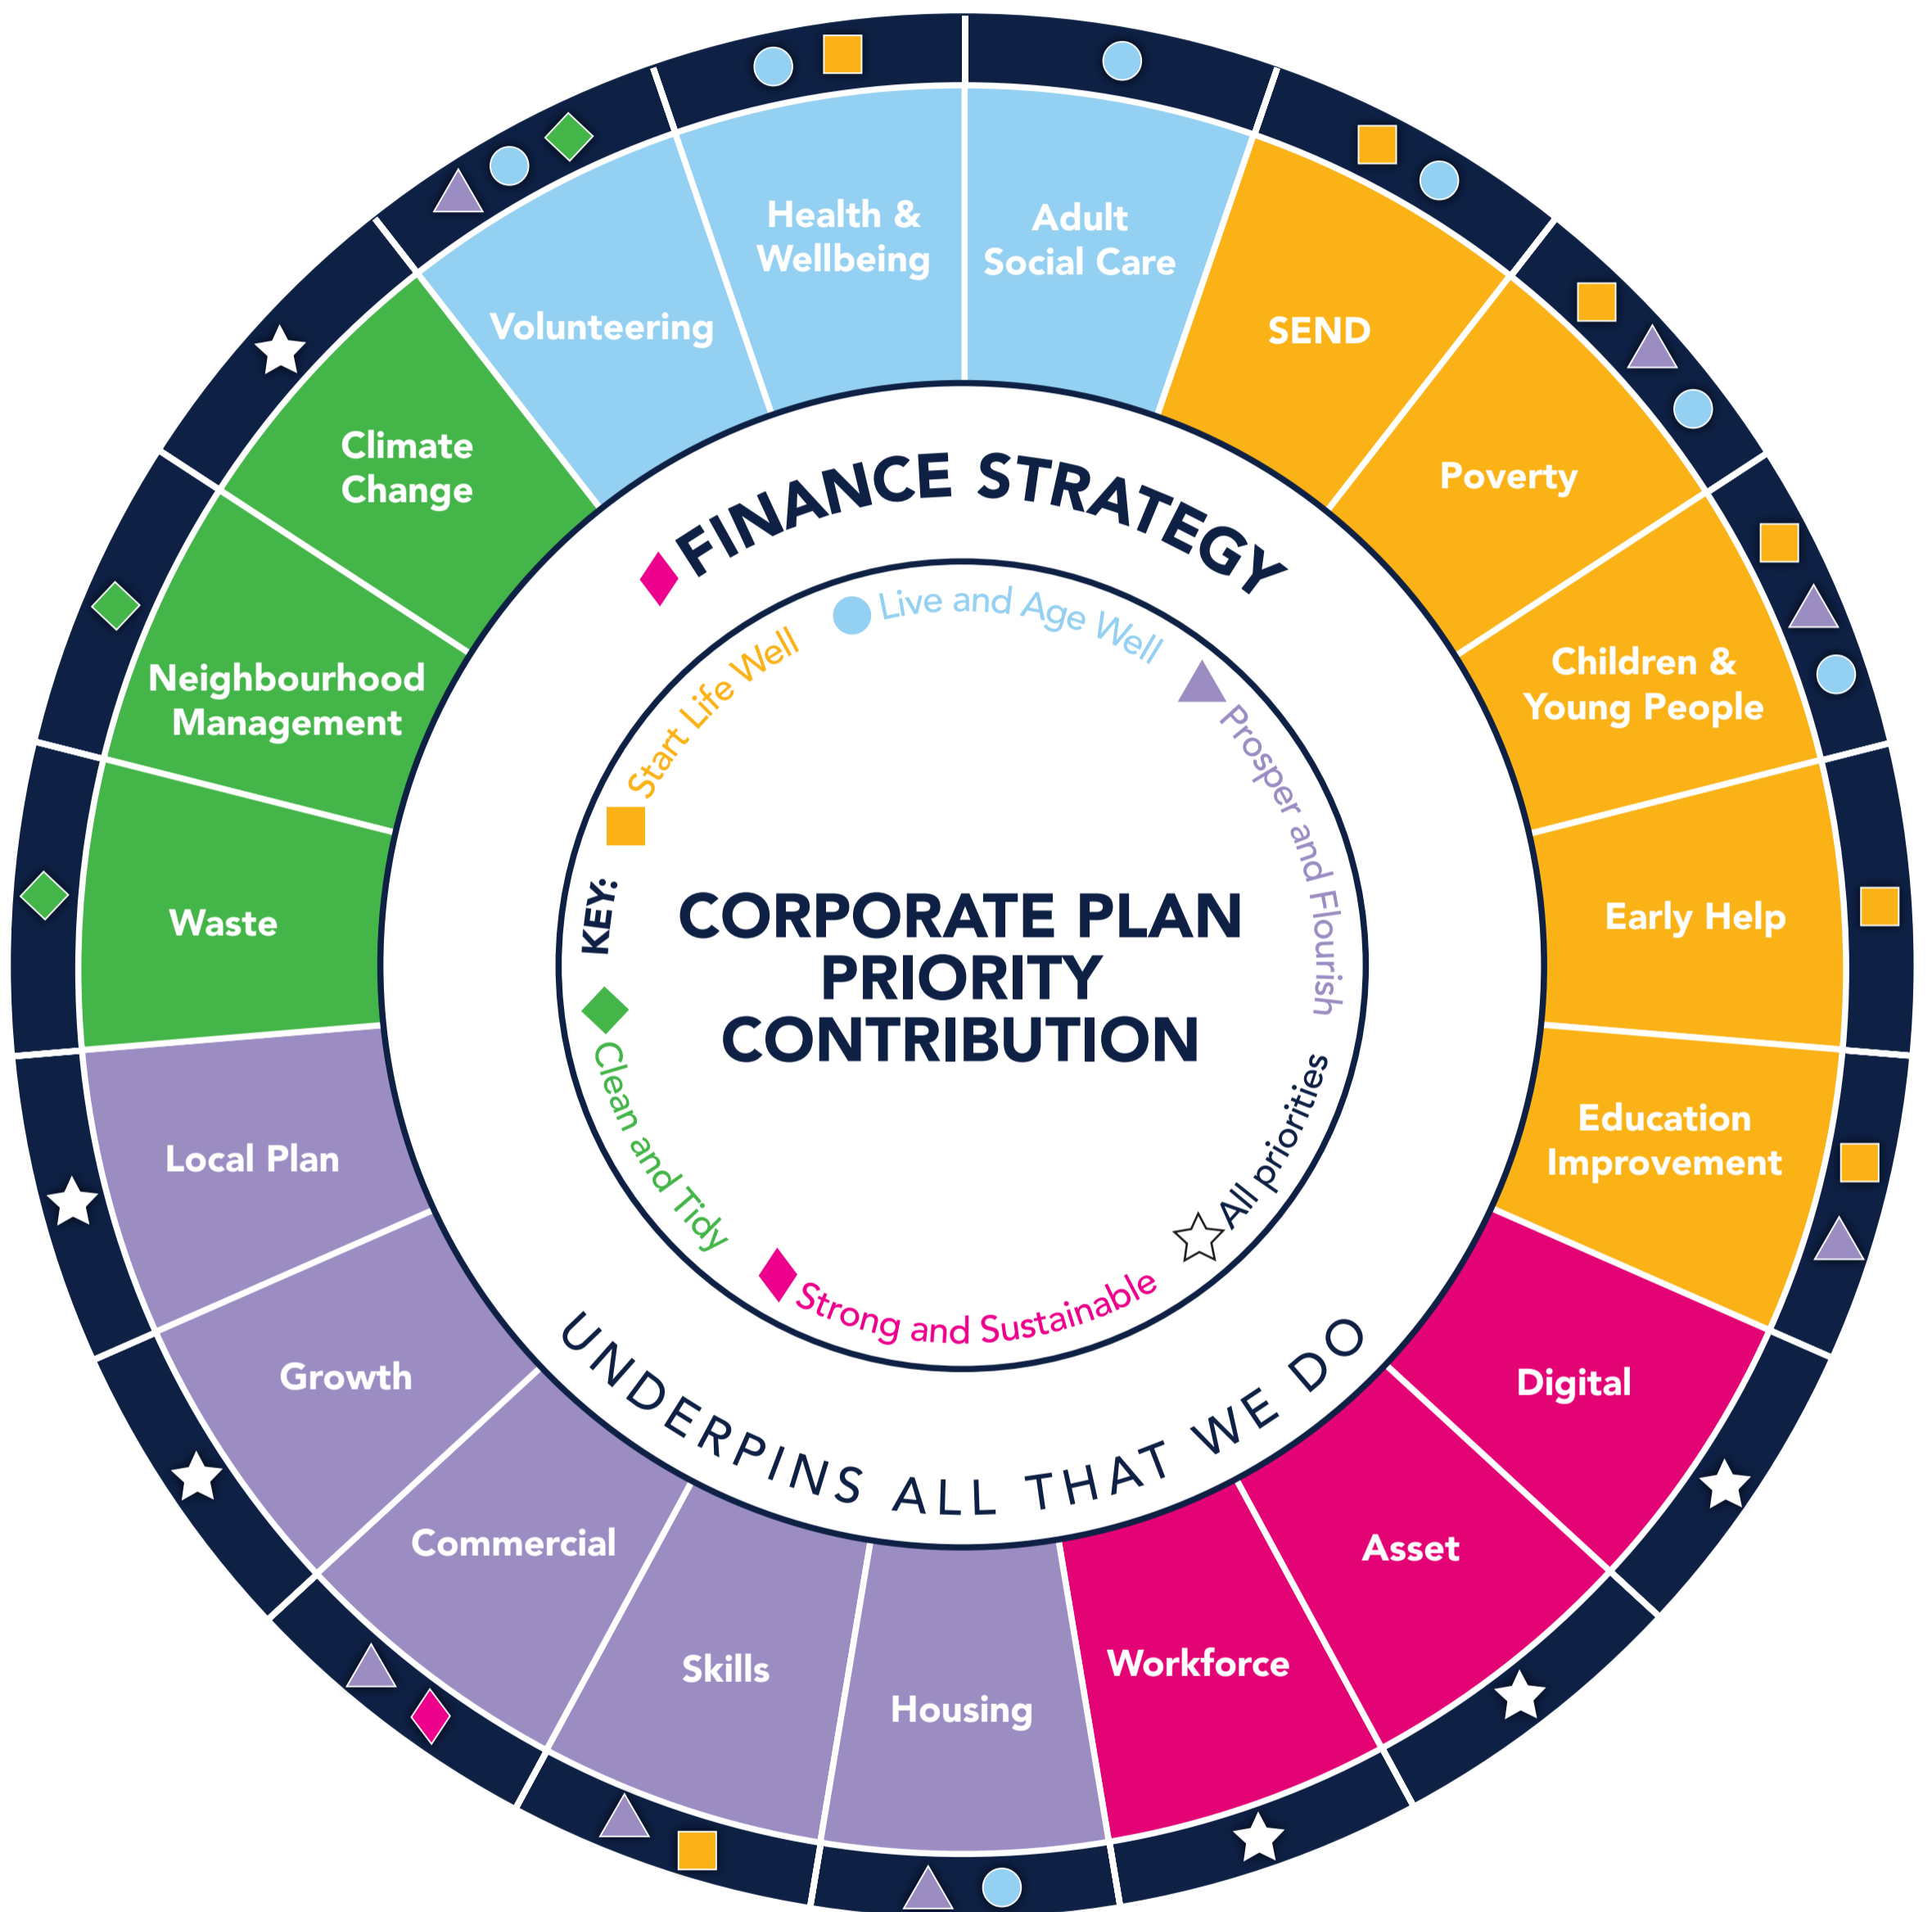 Health &
Wellbeing
Adult
Social Care
SEND
Poverty
Children &
Young People
Early Help
Education
Improvement
Digital
Asset
Workforce
Housing
Skills
Commercial
Growth
Local Plan
Waste
Neighbourhood
Management
Climate
Change
Volunteering
FINANCE STRATEGY
UNDERPINS ALL THAT WE DO
KEY:
Start Life Well
Live and Age Well
Prosper and Flourish
All priorities
Strong and Sustainable
Clean and Tidy
CORPORATE PLAN
PRIORITY
CONTRIBUTION